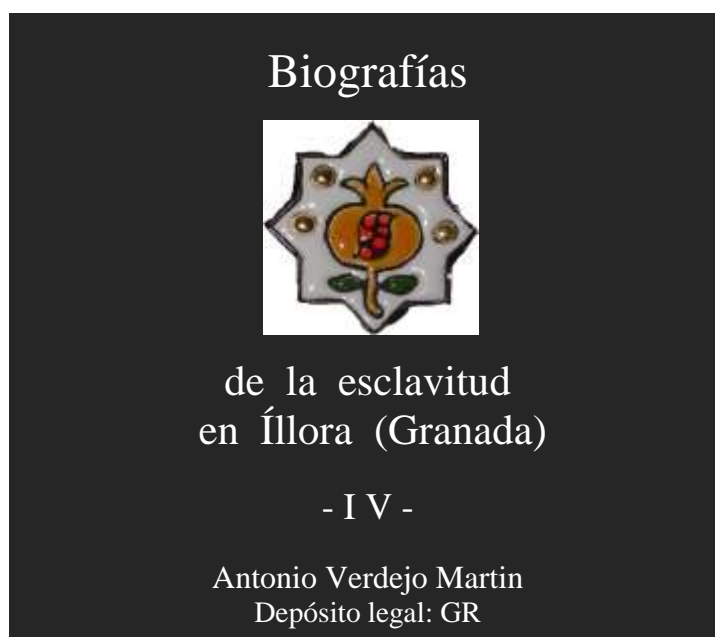 Biografías
de la esclavitud
en Íllora (Granada)
- I V -
Antonio Verdejo Martin
Depósito legal: GR